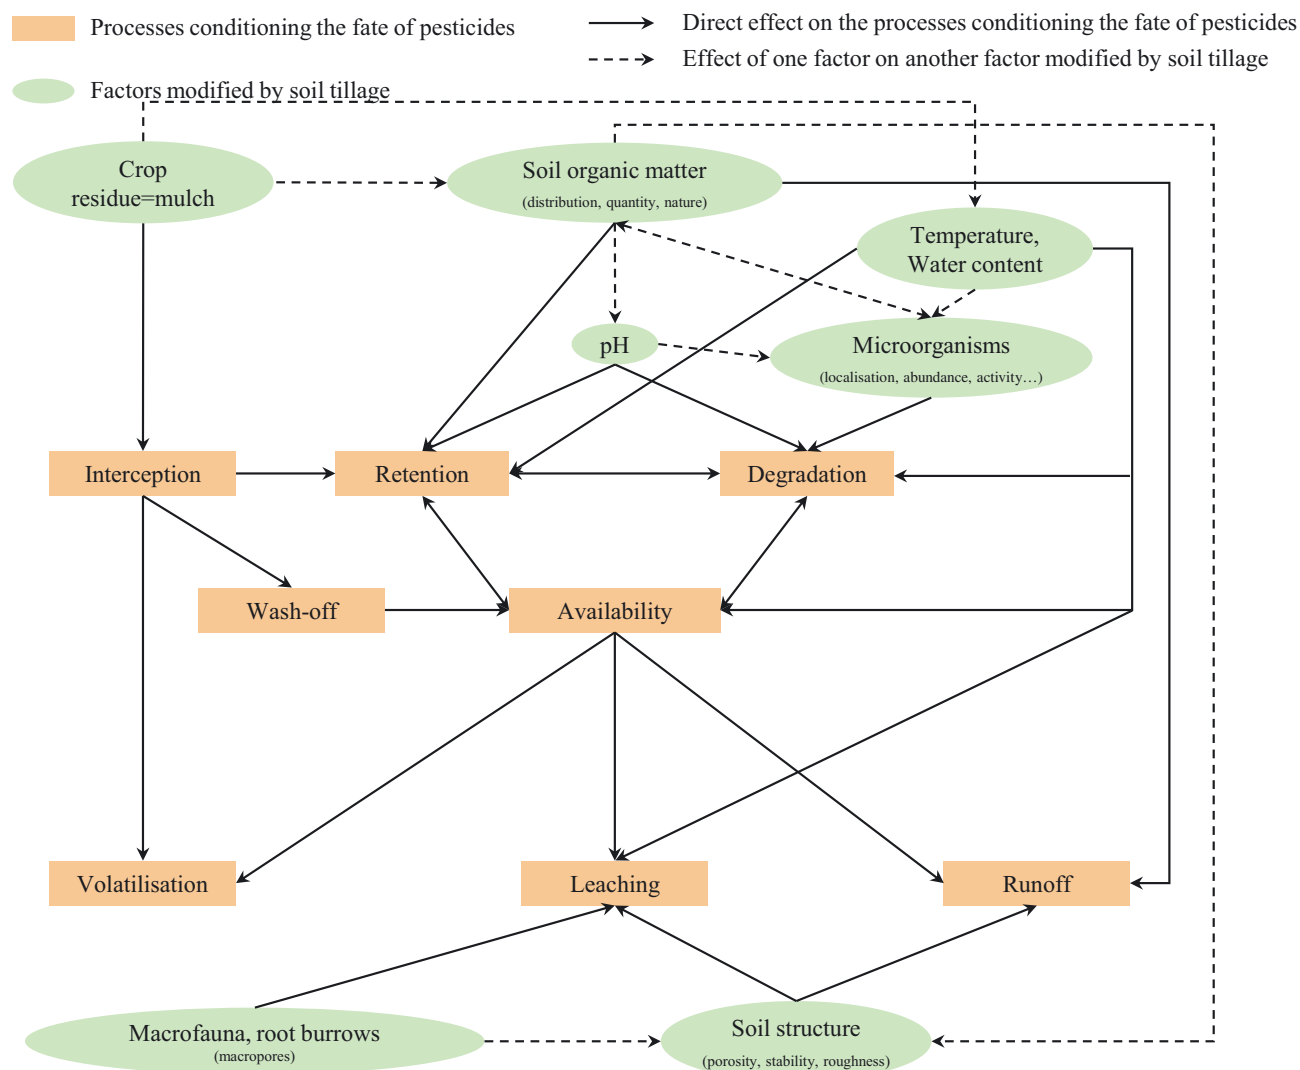 Processes conditioning the fate of pesticides
Direct effect on the processes conditioning the fate of pesticides
Effect of one factor on another factor modified by soil tillage
Factors modified by soil tillage
Crop
residue=mulch
Soil organic matter
(distribution, quantity, nature)
Temperature,
Water content
pH
Microorganisms
(localisation, abundance, activity…)
Interception
Retention
Degradation
Wash-off
Availability
Volatilisation
Leaching
Runoff
Macrofauna, root burrows
(macropores)
Soil structure
(porosity, stability, roughness)